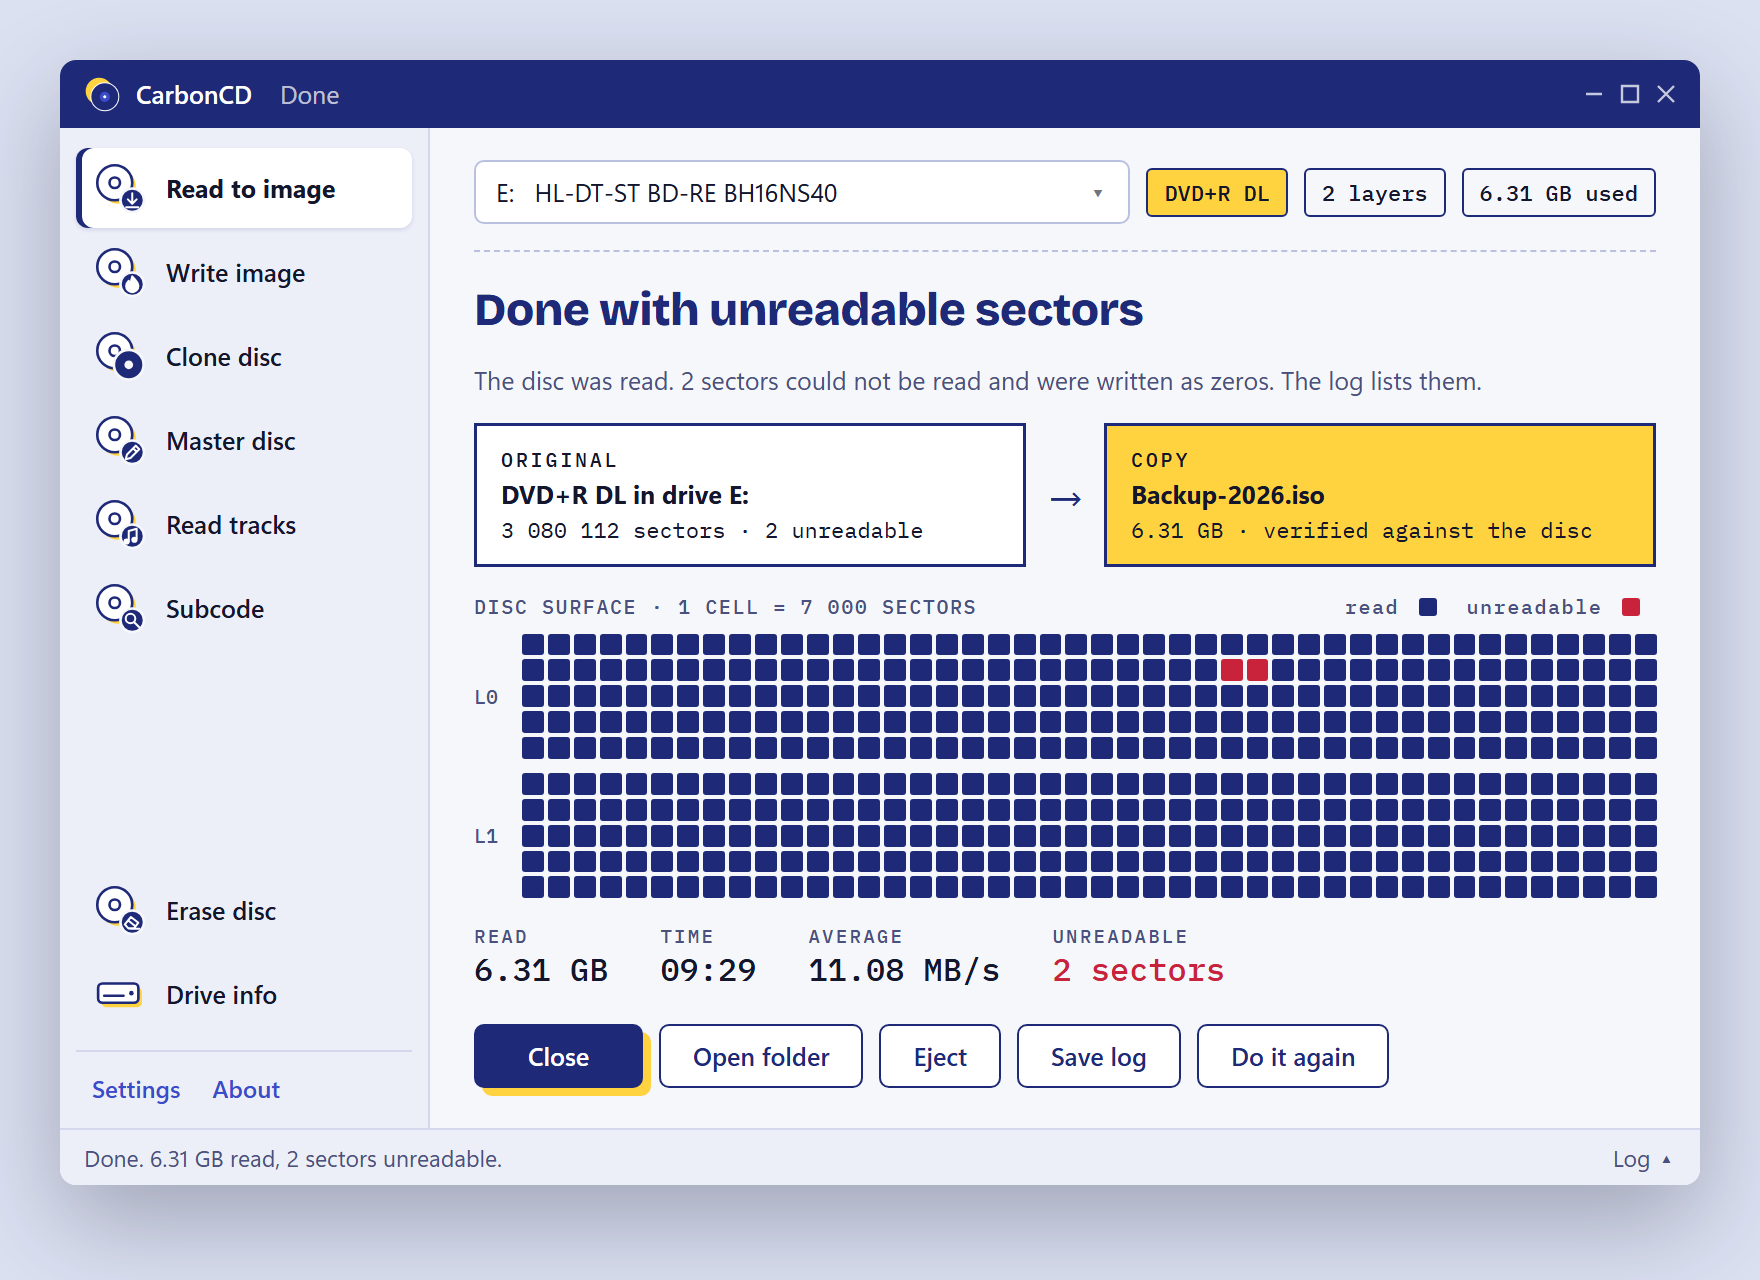 CarbonCD Done
Read to image
Write image
Clone disc
Master disc
Read tracks
Subcode
Erase disc
Drive info
Settings About
E: HL-DT-ST BD-RE BH16NS40
DVD+R DL
2 layers
6.31 GB used
Done with unreadable sectors
The disc was read. 2 sectors could not be read and were written as zeros. The log lists them.
ORIGINAL
DVD+R DL in drive E:
3 080 112 sectors · 2 unreadable
→
COPY
Backup-2026.iso
6.31 GB · verified against the disc
DISC SURFACE · 1 CELL = 7 000 SECTORS
read
unreadable
L0
L1
READ
6.31 GB
TIME
09:29
AVERAGE
11.08 MB/s
UNREADABLE
2 sectors
Close
Open folder
Eject
Save log
Do it again
Done. 6.31 GB read, 2 sectors unreadable.
Log